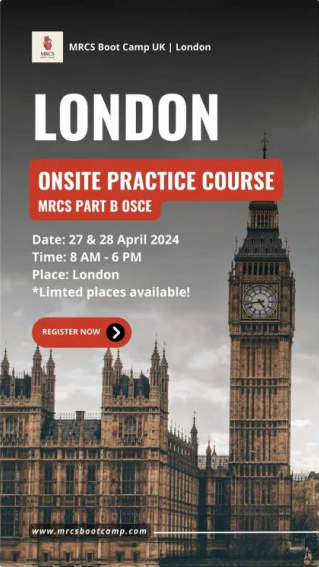 MRCS Boot Camp UK | London
LONDON
ONSITE PRACTICE COURSE
MRCS PART B OSCE
Date: 27 & 28 April 2024
Time: 8 AM - 6 PM
Place: London
*Limted places available!
REGISTER NOW
www.mrcsbootcamp.com